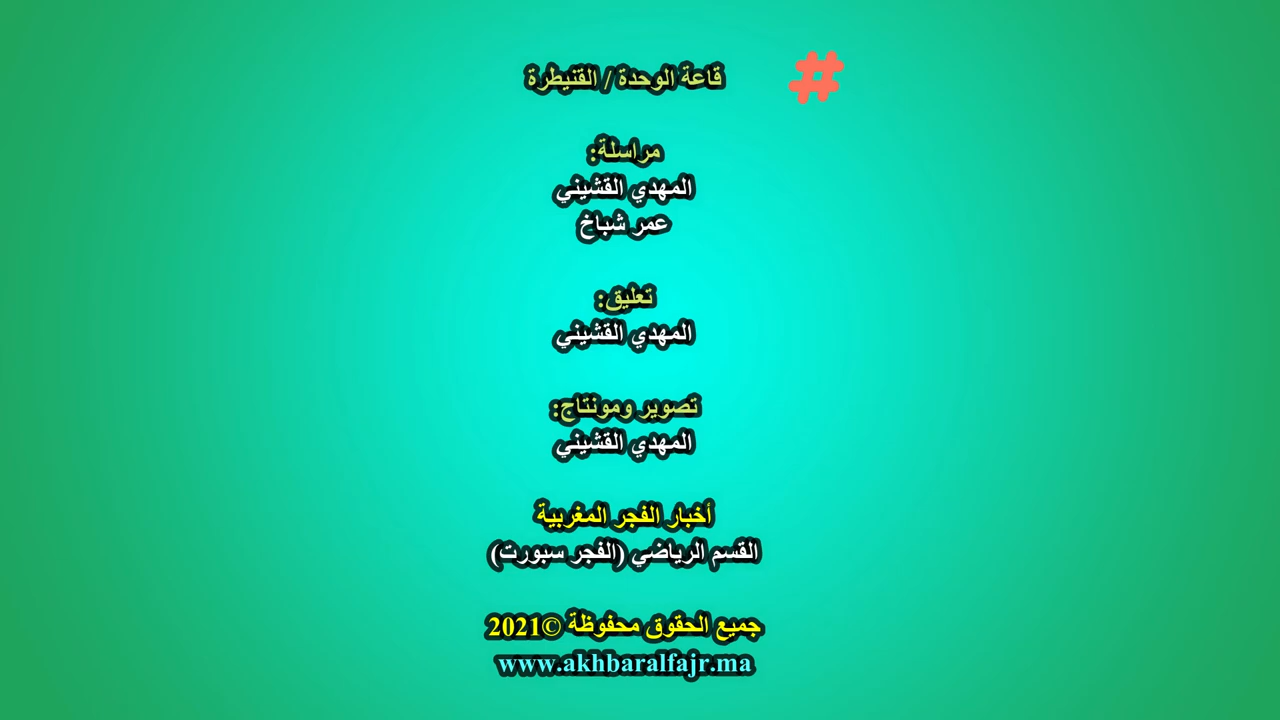 # قاعة الوحدة / القنيطرة
مراسلة:
المهدي القشيني
عمر شباخ
تعليق:
المهدي القشيني
تصوير ومونتاج:
المهدي القشيني
أخبار الفجر المغربية
القسم الرياضي (الفجر سبورت)
جميع الحقوق محفوظة ©2021
www.akhbaralfajr.ma